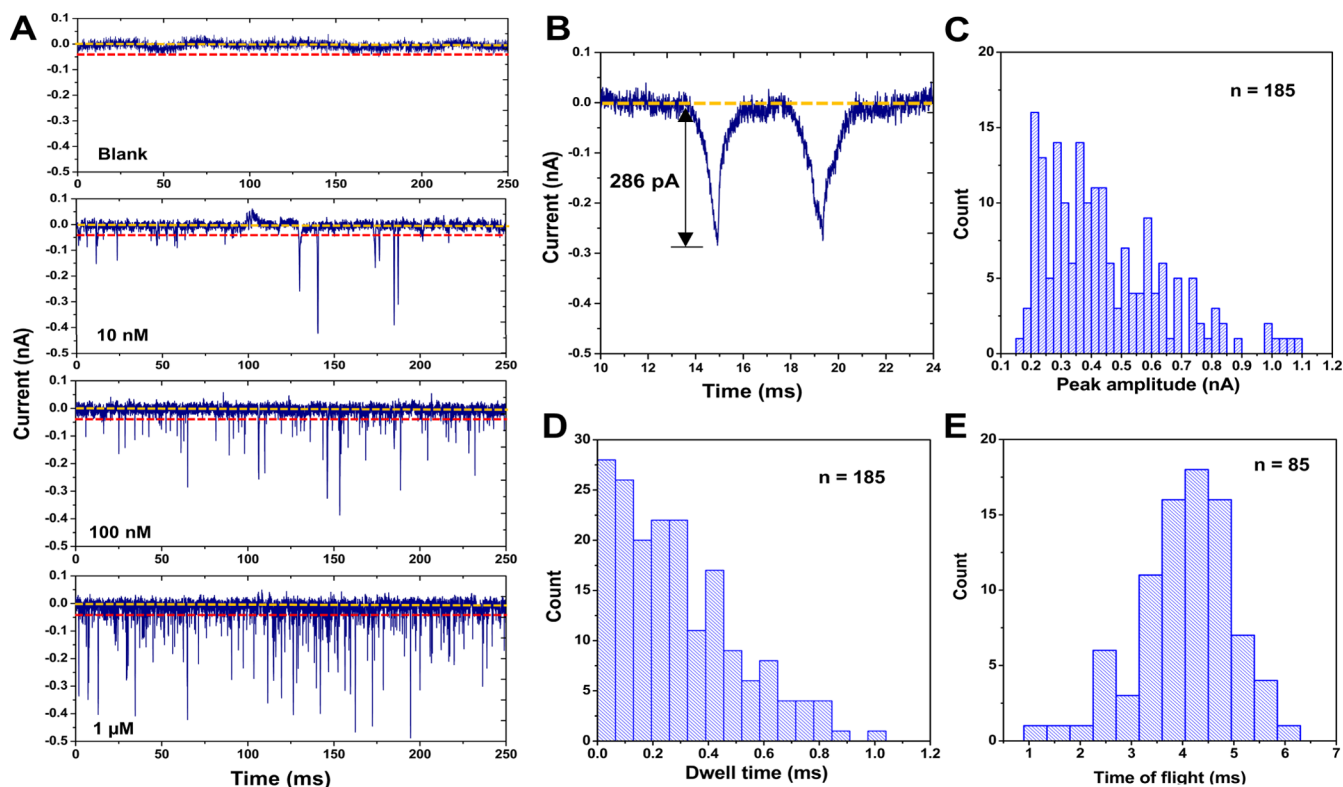 A
0.1
0.0
-0.1
-0.2
-0.3
-0.4
-0.5
Blank
0 50 100 150 200 250
0.1
0.0
-0.1
-0.2
-0.3
-0.4
-0.5
10 nM
0 50 100 150 200 250
Current (nA)
0.1
0.0
-0.1
-0.2
-0.3
-0.4
-0.5
100 nM
0 50 100 150 200 250
0.1
0.0
-0.1
-0.2
-0.3
-0.4
-0.5
1 µM
0 50 100 150 200 250
Time (ms)
B
0.1
0.0
-0.1
-0.2
-0.3
-0.4
-0.5
Current (nA)
286 pA
10 12 14 16 18 20 22 24
Time (ms)
C
20
15
10
5
0
Count
n = 185
0.1 0.2 0.3 0.4 0.5 0.6 0.7 0.8 0.9 1.0 1.1 1.2
Peak amplitude (nA)
D
30
25
20
15
10
5
0
Count
n = 185
0.0 0.2 0.4 0.6 0.8 1.0 1.2
Dwell time (ms)
E
20
15
10
5
0
Count
n = 85
1 2 3 4 5 6 7
Time of flight (ms)